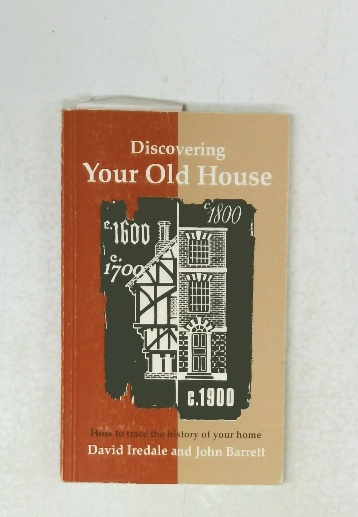 Discovering
Your Old House
c.1600
c.1800
c.1700
c.1900
How to trace the history of your home
David Iredale and John Barrett